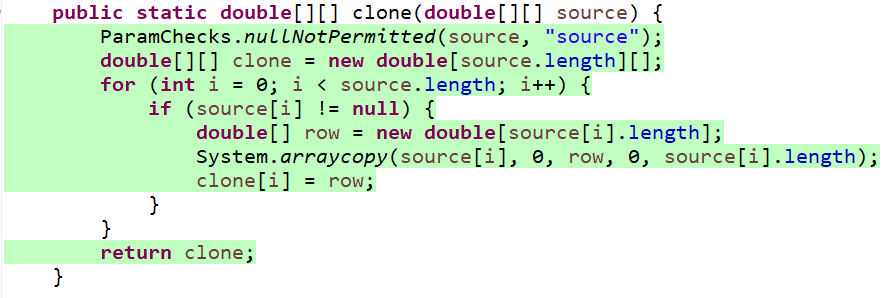 public static double[][] clone(double[][] source) {
ParamChecks.nullNotPermitted(source, "source");
double[][] clone = new double[source.length][];
for (int i = 0; i < source.length; i++) {
if (source[i] != null) {
double[] row = new double[source[i].length];
System.arraycopy(source[i], 0, row, 0, source[i].length);
clone[i] = row;
}
}
return clone;
}